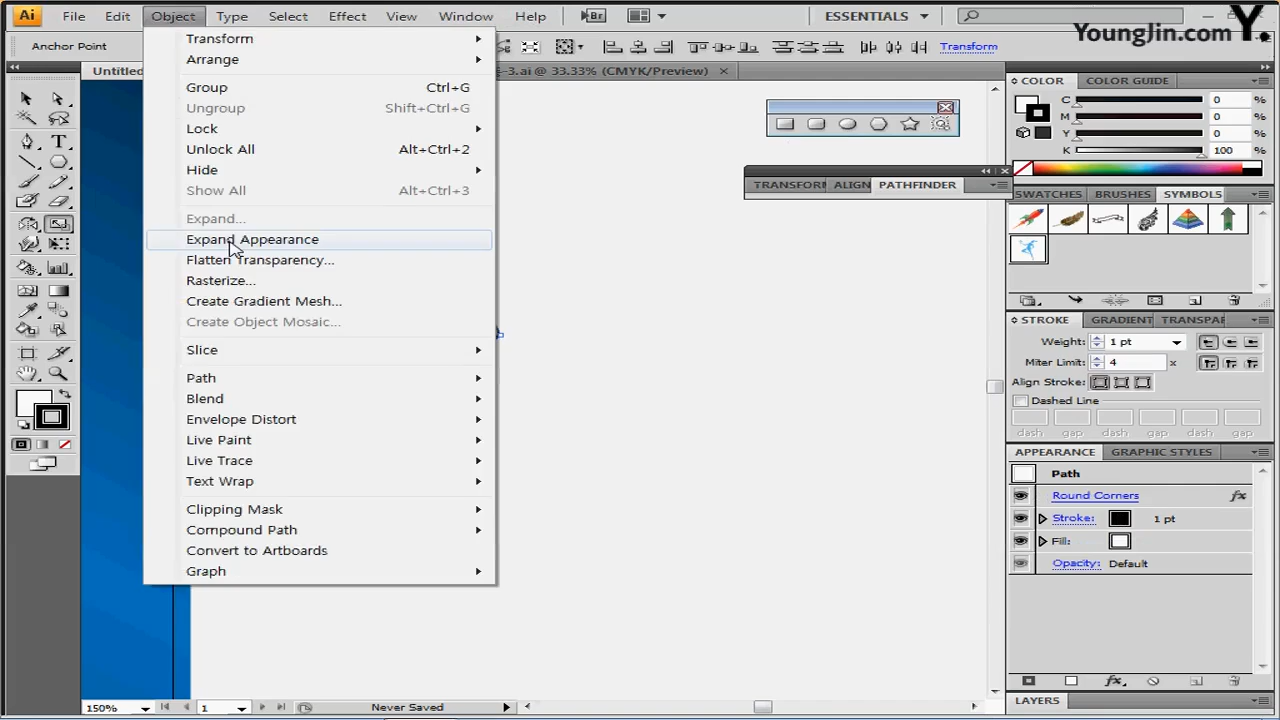 Ai File Edit Object Type Select Effect View Window Help Br ESSENTIALS
YoungJin.com Y.
Anchor Point
Transform
Untitled
-3.ai @ 33.33% (CMYK/Preview)
Transform
Arrange
Group Ctrl+G
Ungroup Shift+Ctrl+G
Lock
Unlock All Alt+Ctrl+2
Hide
Show All Alt+Ctrl+3
Expand...
Expand Appearance
Flatten Transparency...
Rasterize...
Create Gradient Mesh...
Create Object Mosaic...
Slice
Path
Blend
Envelope Distort
Live Paint
Live Trace
Text Wrap
Clipping Mask
Compound Path
Convert to Artboards
Graph
TRANSFORM ALIGN PATHFINDER
COLOR COLOR GUIDE
C 0 %
M 0 %
Y 0 %
K 100 %
SWATCHES BRUSHES SYMBOLS
STROKE GRADIENT TRANSPAR
Weight: 1 pt
Miter Limit: 4 x
Align Stroke:
Dashed Line
dash gap dash gap dash gap
APPEARANCE GRAPHIC STYLES
Path
Round Corners fx
Stroke: 1 pt
Fill:
Opacity: Default
fx
LAYERS
150% 1 Never Saved